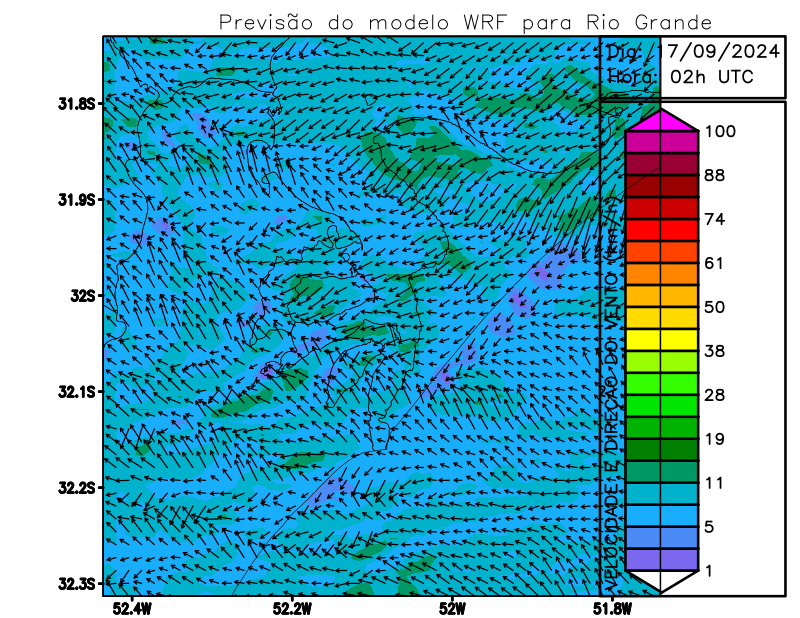 Previsão do modelo WRF para Rio Grande
Dia: 17/09/2024
Hora: 02h UTC
31.8S
31.9S
32S
32.1S
32.2S
32.3S
52.4W
52.2W
52W
51.8W
VELOCIDADE E DIREÇÃO DO VENTO (km/h)
100
88
74
61
50
38
28
19
11
5
1